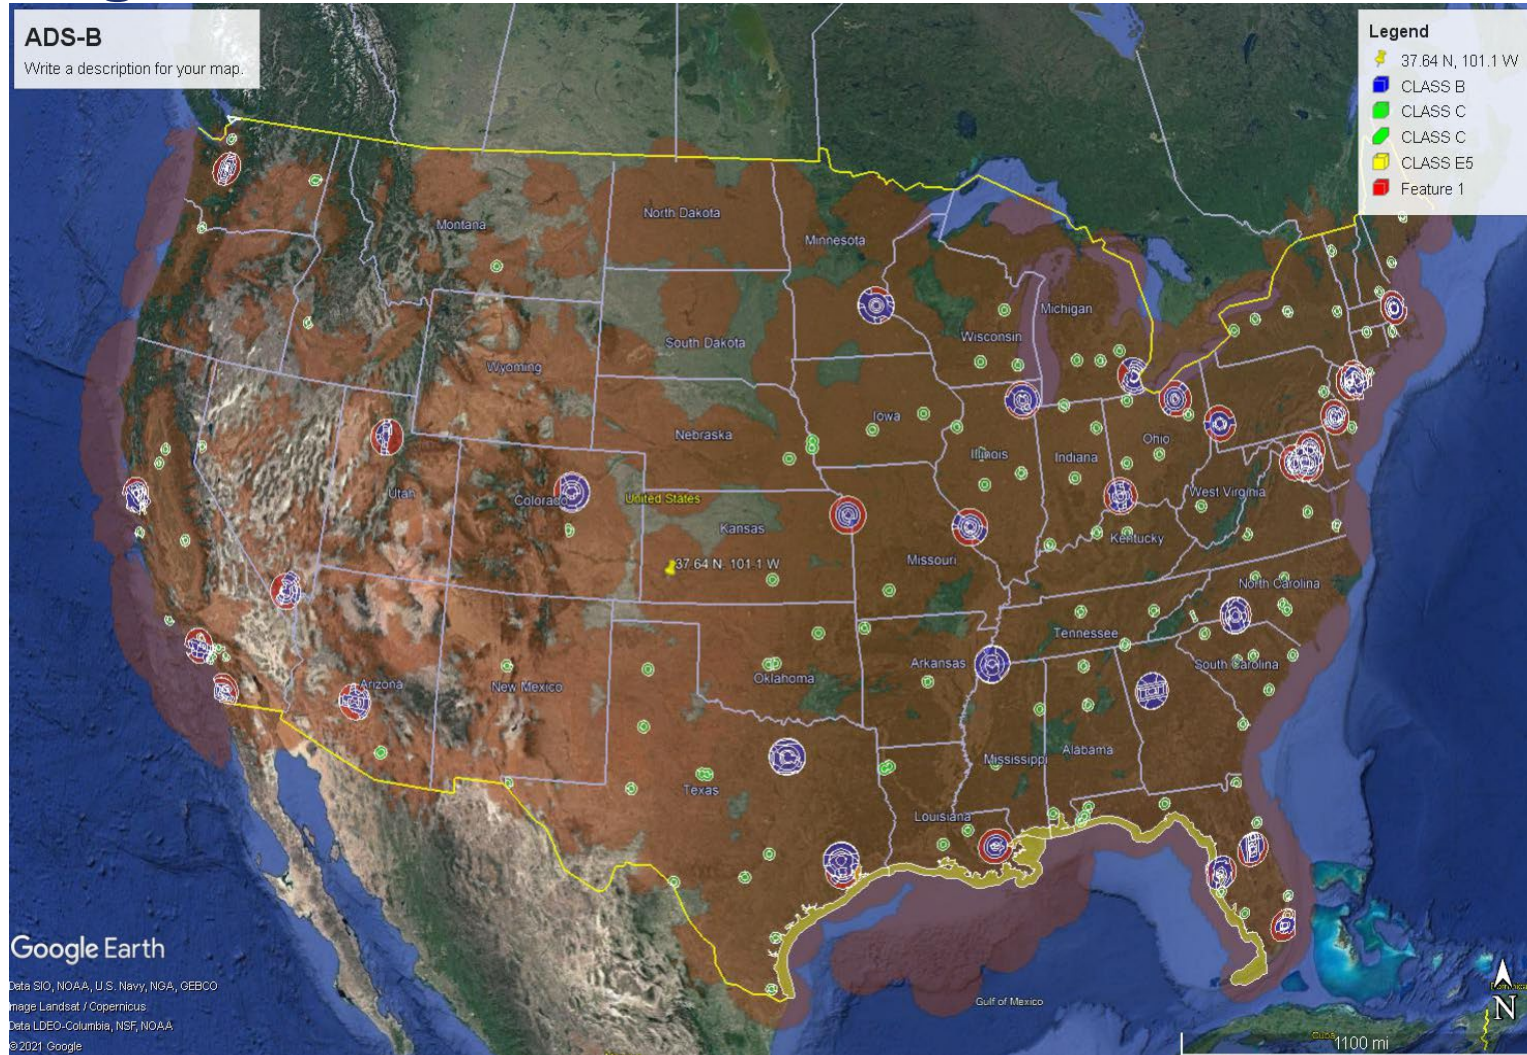 ADS-B
Write a description for your map.
Legend
37.64 N, 101.1 W
CLASS B
CLASS C
CLASS C
CLASS E5
Feature 1
Montana
North Dakota
Minnesota
Michigan
Wisconsin
South Dakota
Wyoming
Iowa
Nebraska
Ohio
Illinois
Indiana
Utah
Colorado
United States
West Virginia
Kansas
Kentucky
Missouri
37.64 N, 101.1 W
North Carolina
Tennessee
Arkansas
South Carolina
Arizona
New Mexico
Oklahoma
Mississippi
Alabama
Texas
Louisiana
Google Earth
Data SIO, NOAA, U.S. Navy, NGA, GEBCO
Image Landsat / Copernicus
Data LDEO-Columbia, NSF, NOAA
© 2021 Google
Gulf of Mexico
N
Cuba
1100 mi